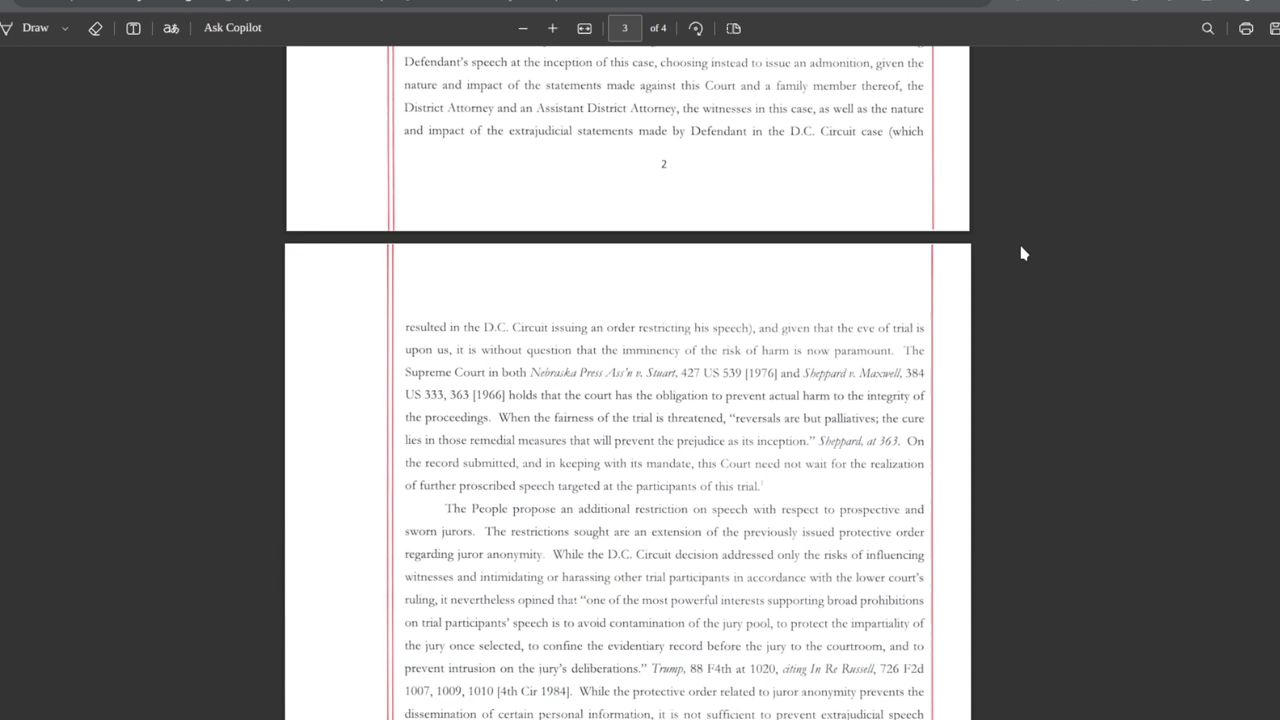 Draw
Ask Copilot
3 of 4
Defendant's speech at the inception of this case, choosing instead to issue an admonition, given the
nature and impact of the statements made against this Court and a family member thereof, the
District Attorney and an Assistant District Attorney, the witnesses in this case, as well as the nature
and impact of the extrajudicial statements made by Defendant in the D.C. Circuit case (which
2
resulted in the D.C. Circuit issuing an order restricting his speech), and given that the eve of trial is
upon us, it is without question that the imminency of the risk of harm is now paramount. The
Supreme Court in both Nebraska Press Ass'n v. Stuart, 427 US 539 [1976] and Sheppard v. Maxwell, 384
US 333, 363 [1966] holds that the court has the obligation to prevent actual harm to the integrity of
the proceedings. When the fairness of the trial is threatened, "reversals are but palliatives; the cure
lies in those remedial measures that will prevent the prejudice as its inception." Sheppard, at 363. On
the record submitted, and in keeping with its mandate, this Court need not wait for the realization
of further proscribed speech targeted at the participants of this trial.¹
The People propose an additional restriction on speech with respect to prospective and
sworn jurors. The restrictions sought are an extension of the previously issued protective order
regarding juror anonymity. While the D.C. Circuit decision addressed only the risks of influencing
witnesses and intimidating or harassing other trial participants in accordance with the lower court's
ruling, it nevertheless opined that "one of the most powerful interests supporting broad prohibitions
on trial participants' speech is to avoid contamination of the jury pool, to protect the impartiality of
the jury once selected, to confine the evidentiary record before the jury to the courtroom, and to
prevent intrusion on the jury's deliberations." Trump, 88 F4th at 1020, citing In Re Russell, 726 F2d
1007, 1009, 1010 [4th Cir 1984]. While the protective order related to juror anonymity prevents the
dissemination of certain personal information, it is not sufficient to prevent extrajudicial speech